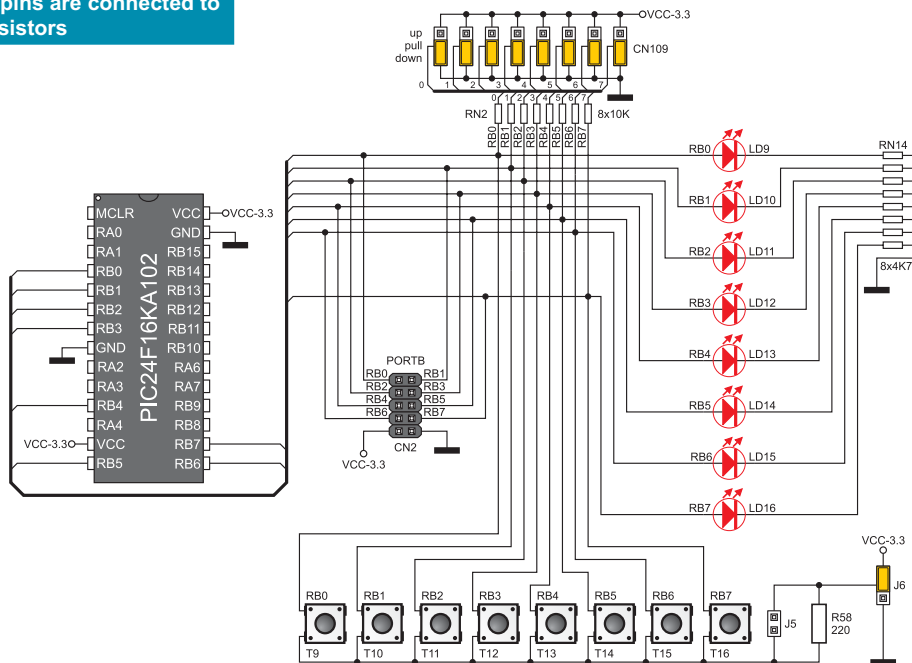 pins are connected to
sistors
VCC-3.3
up
pull
down
CN109
0 1 2 3 4 5 6 7
0 1 2 3 4 5 6 7
RN2
8x10K
RB0 RB1 RB2 RB3 RB4 RB5 RB6 RB7
RB0 LD9
RN14
RB1 LD10
RB2 LD11
8x4K7
RB3 LD12
RB4 LD13
RB5 LD14
RB6 LD15
RB7 LD16
PIC24F16KA102
MCLR VCC VCC-3.3
RA0 GND
RA1 RB15
RB0 RB14
RB1 RB13
RB2 RB12
RB3 RB11
GND RB10
RA2 RA6
RA3 RA7
RB4 RB9
RA4 RB8
VCC-3.3 VCC RB7
RB5 RB6
PORTB
RB0 RB1
RB2 RB3
RB4 RB5
RB6 RB7
CN2
VCC-3.3
RB0 RB1 RB2 RB3 RB4 RB5 RB6 RB7
T9 T10 T11 T12 T13 T14 T15 T16
VCC-3.3
J6
J5
R58
220